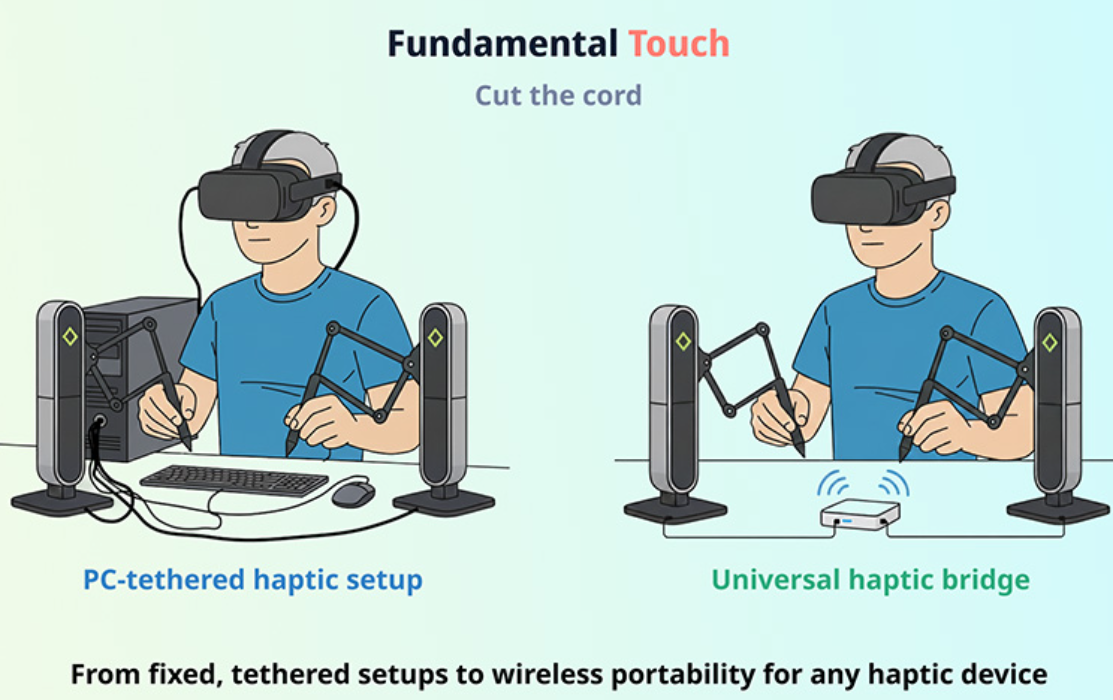 Fundamental Touch
Cut the cord
PC-tethered haptic setup
Universal haptic bridge
From fixed, tethered setups to wireless portability for any haptic device